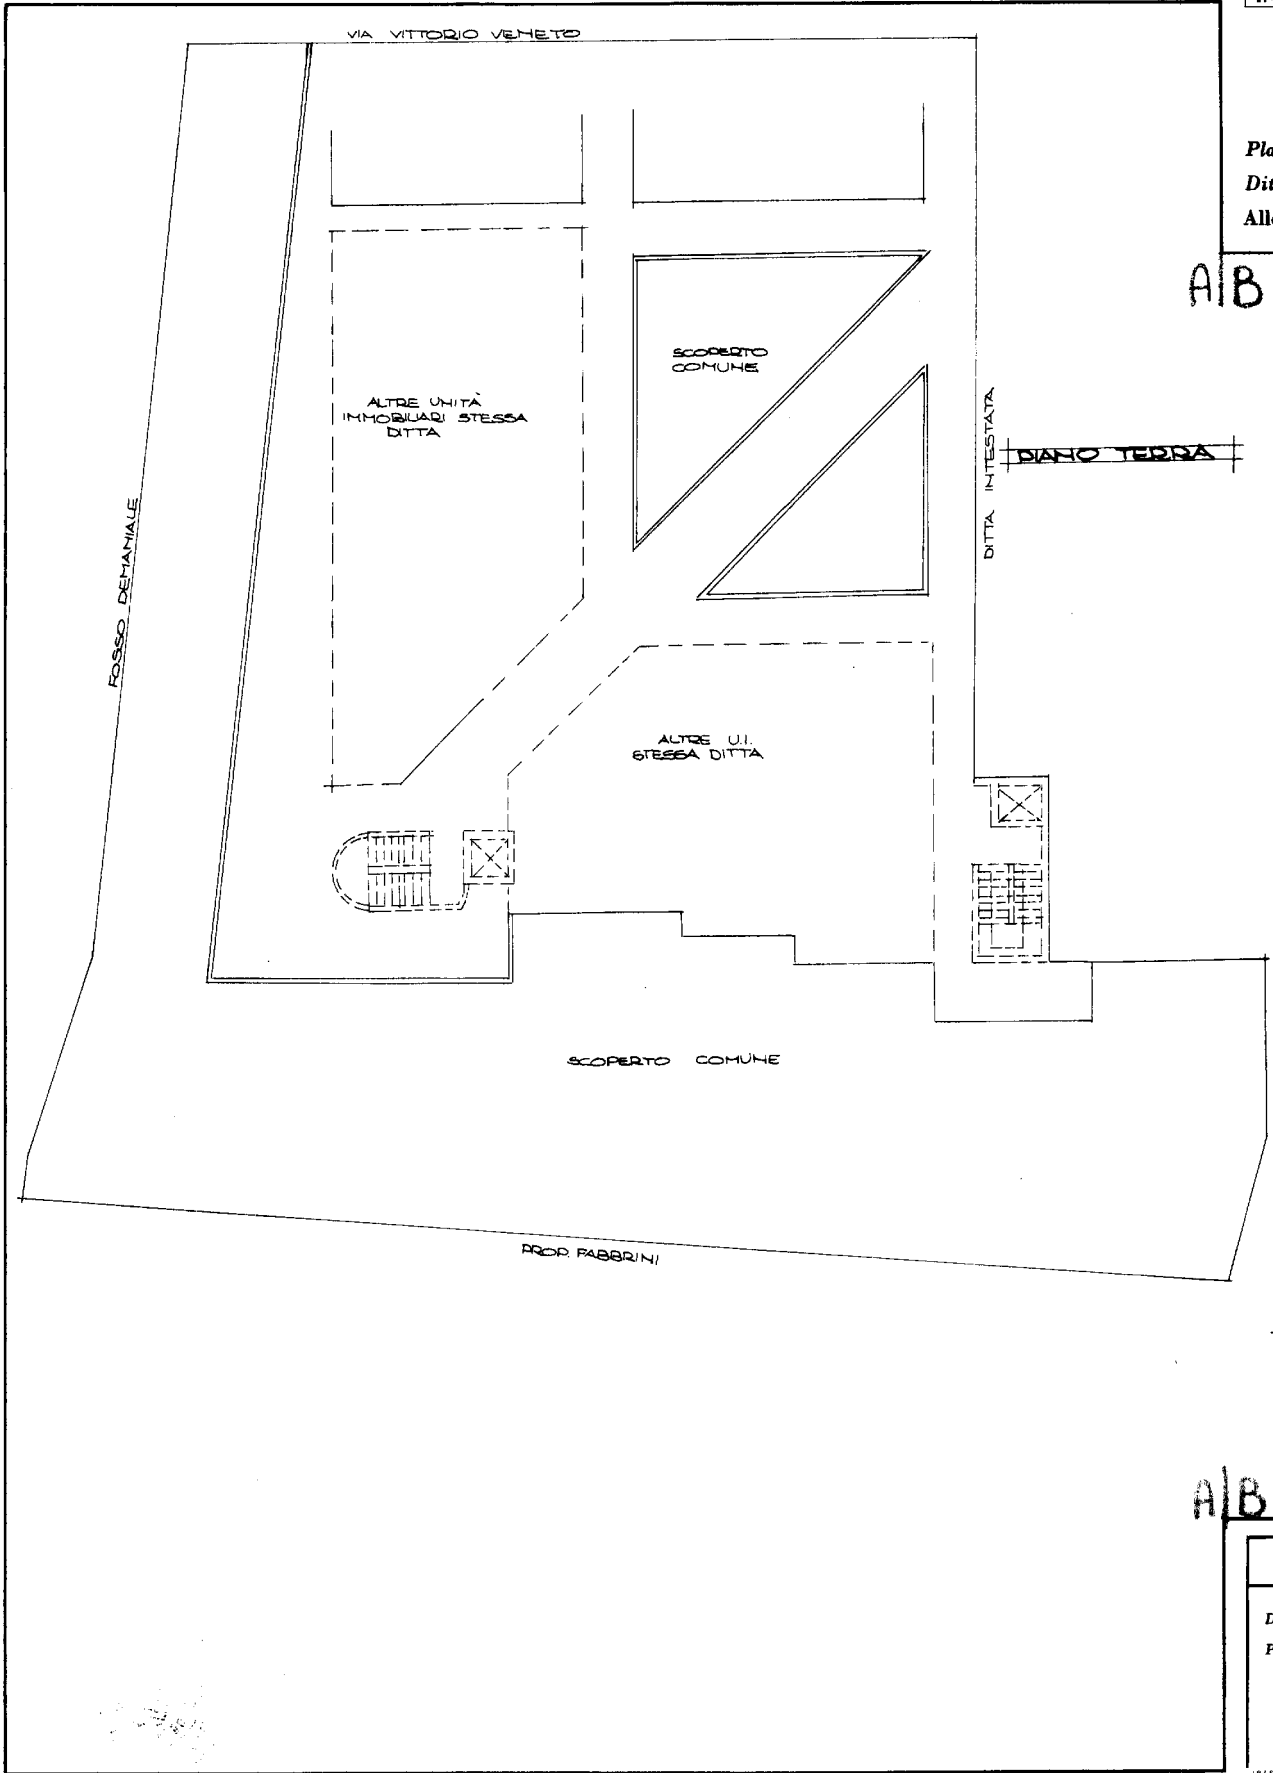 VIA VITTORIO VENETO
A B
SCOPERTO
COMUNE
ALTRE UNITÀ
IMMOBILIARI STESSA
DITTA
DITTA INTESTATA
PIANO TERRA
FOSSO DEMANIALE
ALTRE U.I.
STESSA DITTA
SCOPERTO COMUNE
PROP. FABBRINI
A B